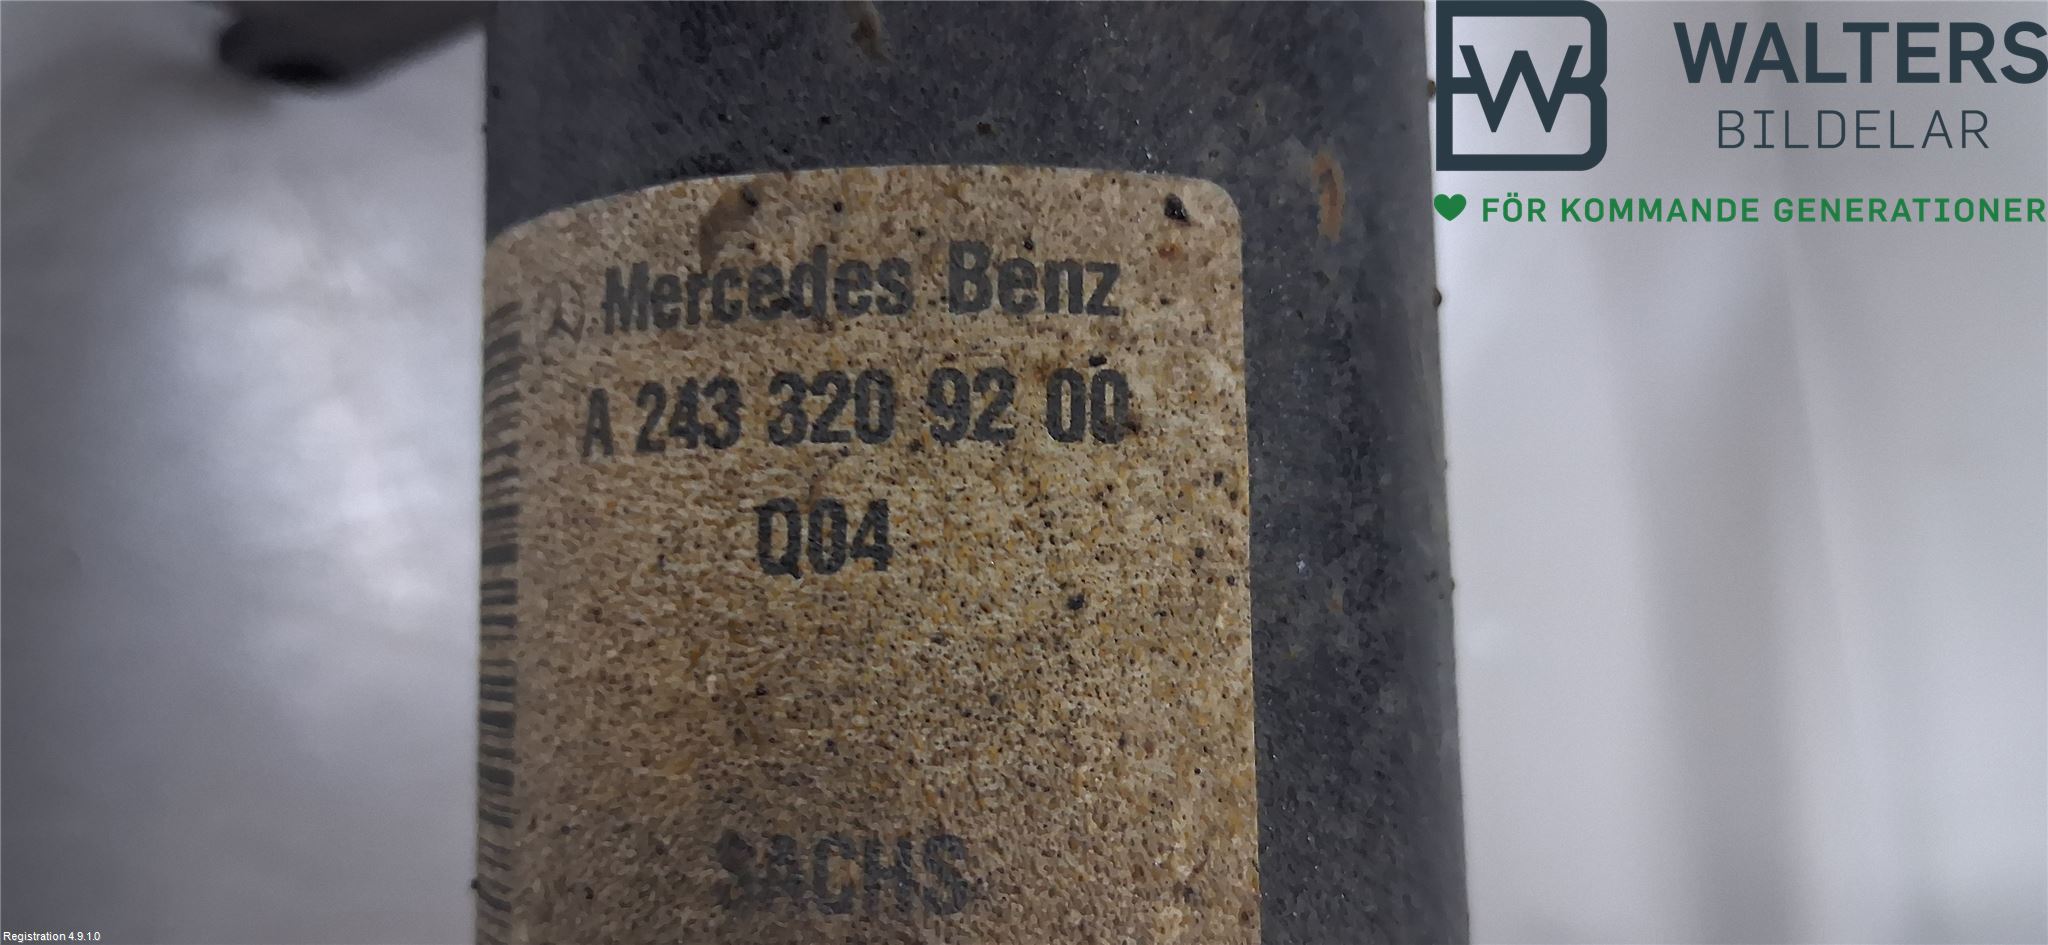 WALTERS
BILDELAR
FÖR KOMMANDE GENERATIONER
Mercedes Benz
A 243 320 92 00
Q04
SACHS
Registration 4.9.1.0